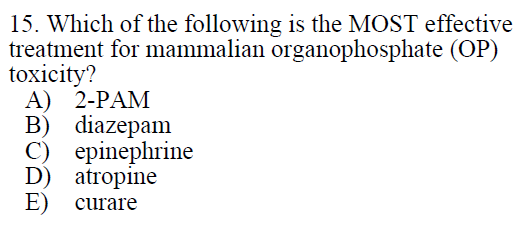 15. Which of the following is the MOST effective
treatment for mammalian organophosphate (OP)
toxicity?
A) 2-PAM
B) diazepam
C) epinephrine
D) atropine
E) curare